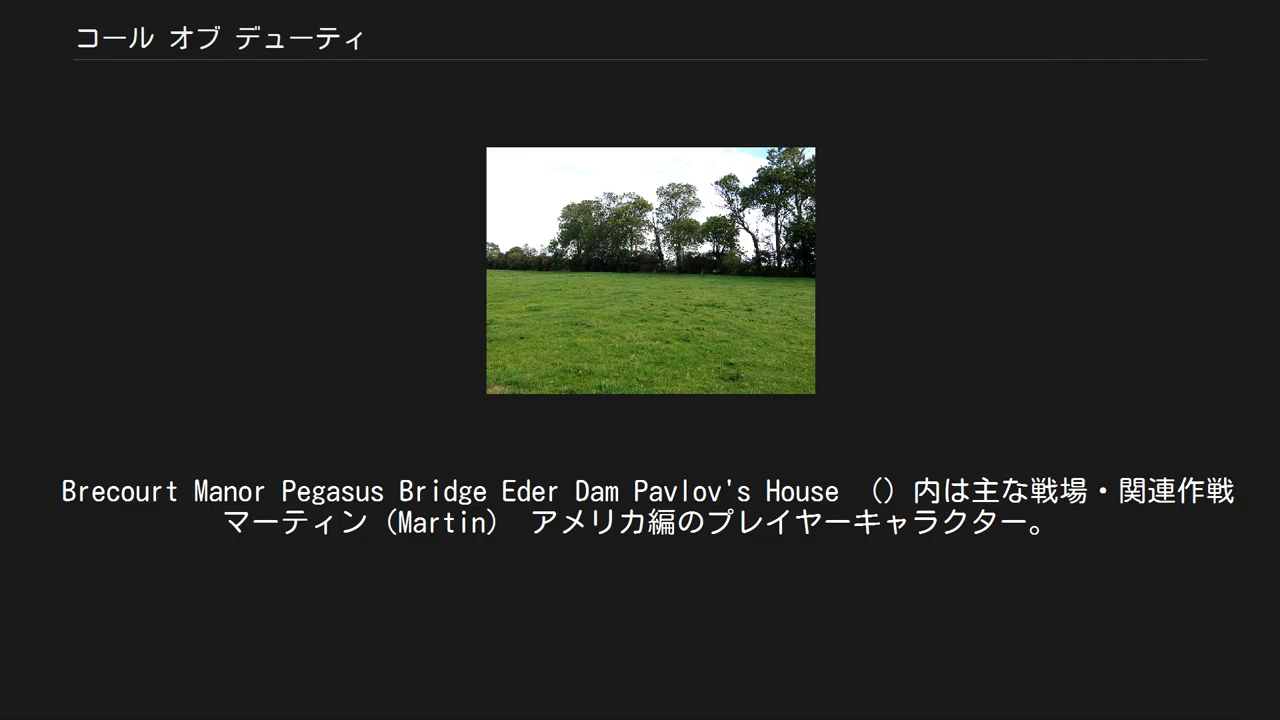 コール オブ デューティ
Brecourt Manor Pegasus Bridge Eder Dam Pavlov's House （）内は主な戦場・関連作戦
マーティン（Martin） アメリカ編のプレイヤーキャラクター。